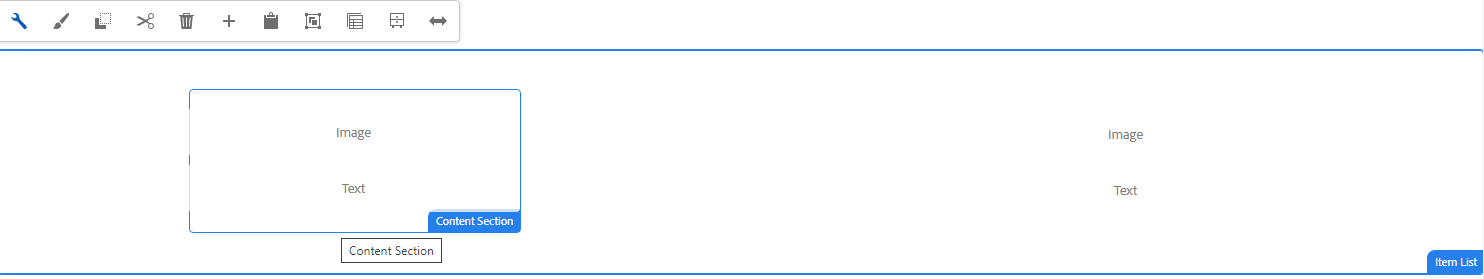 Image
Image
Text
Text
Content Section
Content Section
Item List